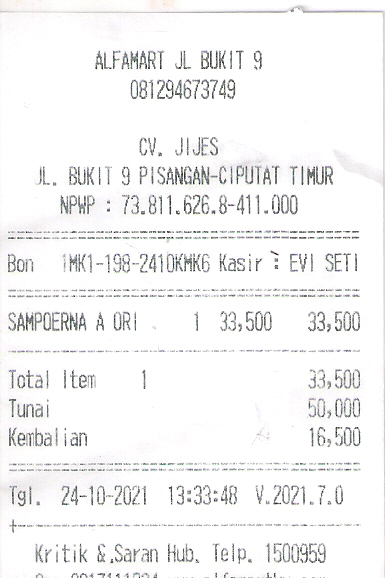 ALFAMART JL BUKIT 9
081294673749
CV. JIJES
JL. BUKIT 9 PISANGAN-CIPUTAT TIMUR
NPWP : 73.811.626.8-411.000
Bon 1MK1-198-2410KMK6 Kasir : EVI SETI
SAMPOERNA A ORI 1 33,500 33,500
Total Item 1 33,500
Tunai 50,000
Kembalian 16,500
Tgl. 24-10-2021 13:33:48 V.2021.7.0
Kritik & Saran Hub. Telp. 1500959